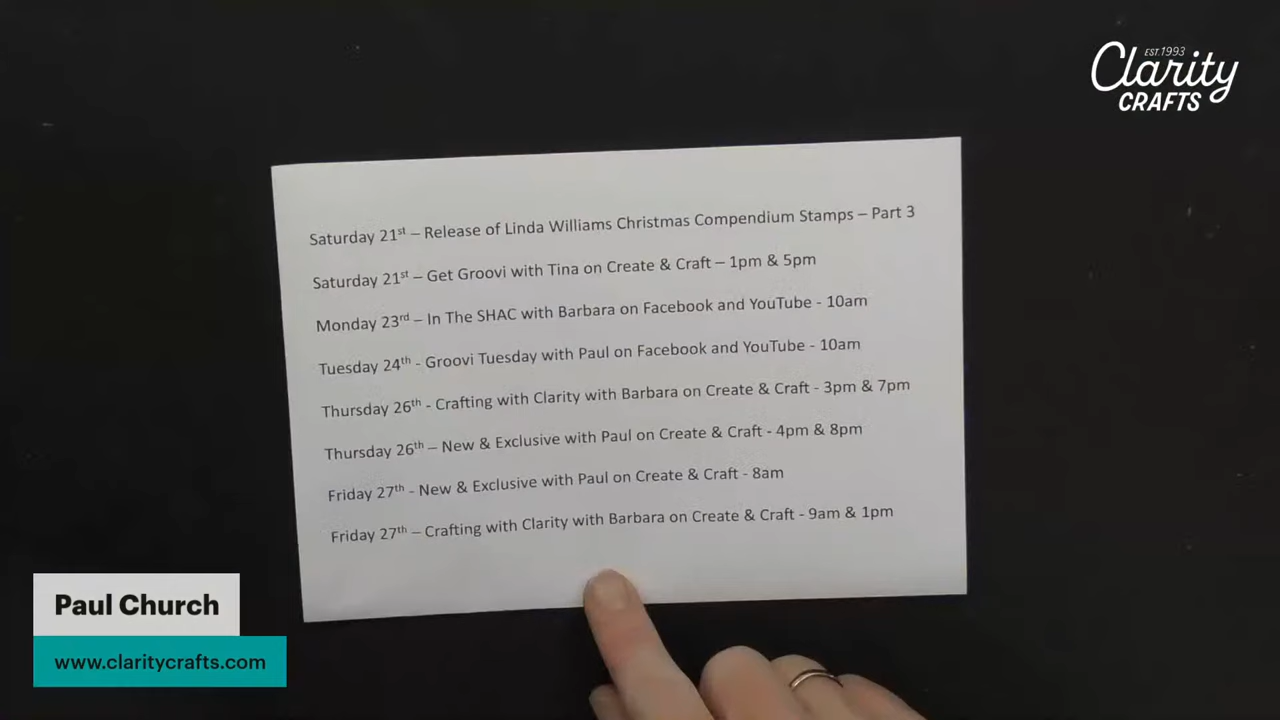 EST.1993
Clarity
CRAFTS
Saturday 21st – Release of Linda Williams Christmas Compendium Stamps – Part 3
Saturday 21st – Get Groovi with Tina on Create & Craft – 1pm & 5pm
Monday 23rd – In The SHAC with Barbara on Facebook and YouTube - 10am
Tuesday 24th - Groovi Tuesday with Paul on Facebook and YouTube - 10am
Thursday 26th - Crafting with Clarity with Barbara on Create & Craft - 3pm & 7pm
Thursday 26th – New & Exclusive with Paul on Create & Craft - 4pm & 8pm
Friday 27th - New & Exclusive with Paul on Create & Craft - 8am
Friday 27th – Crafting with Clarity with Barbara on Create & Craft - 9am & 1pm
Paul Church
www.claritycrafts.com